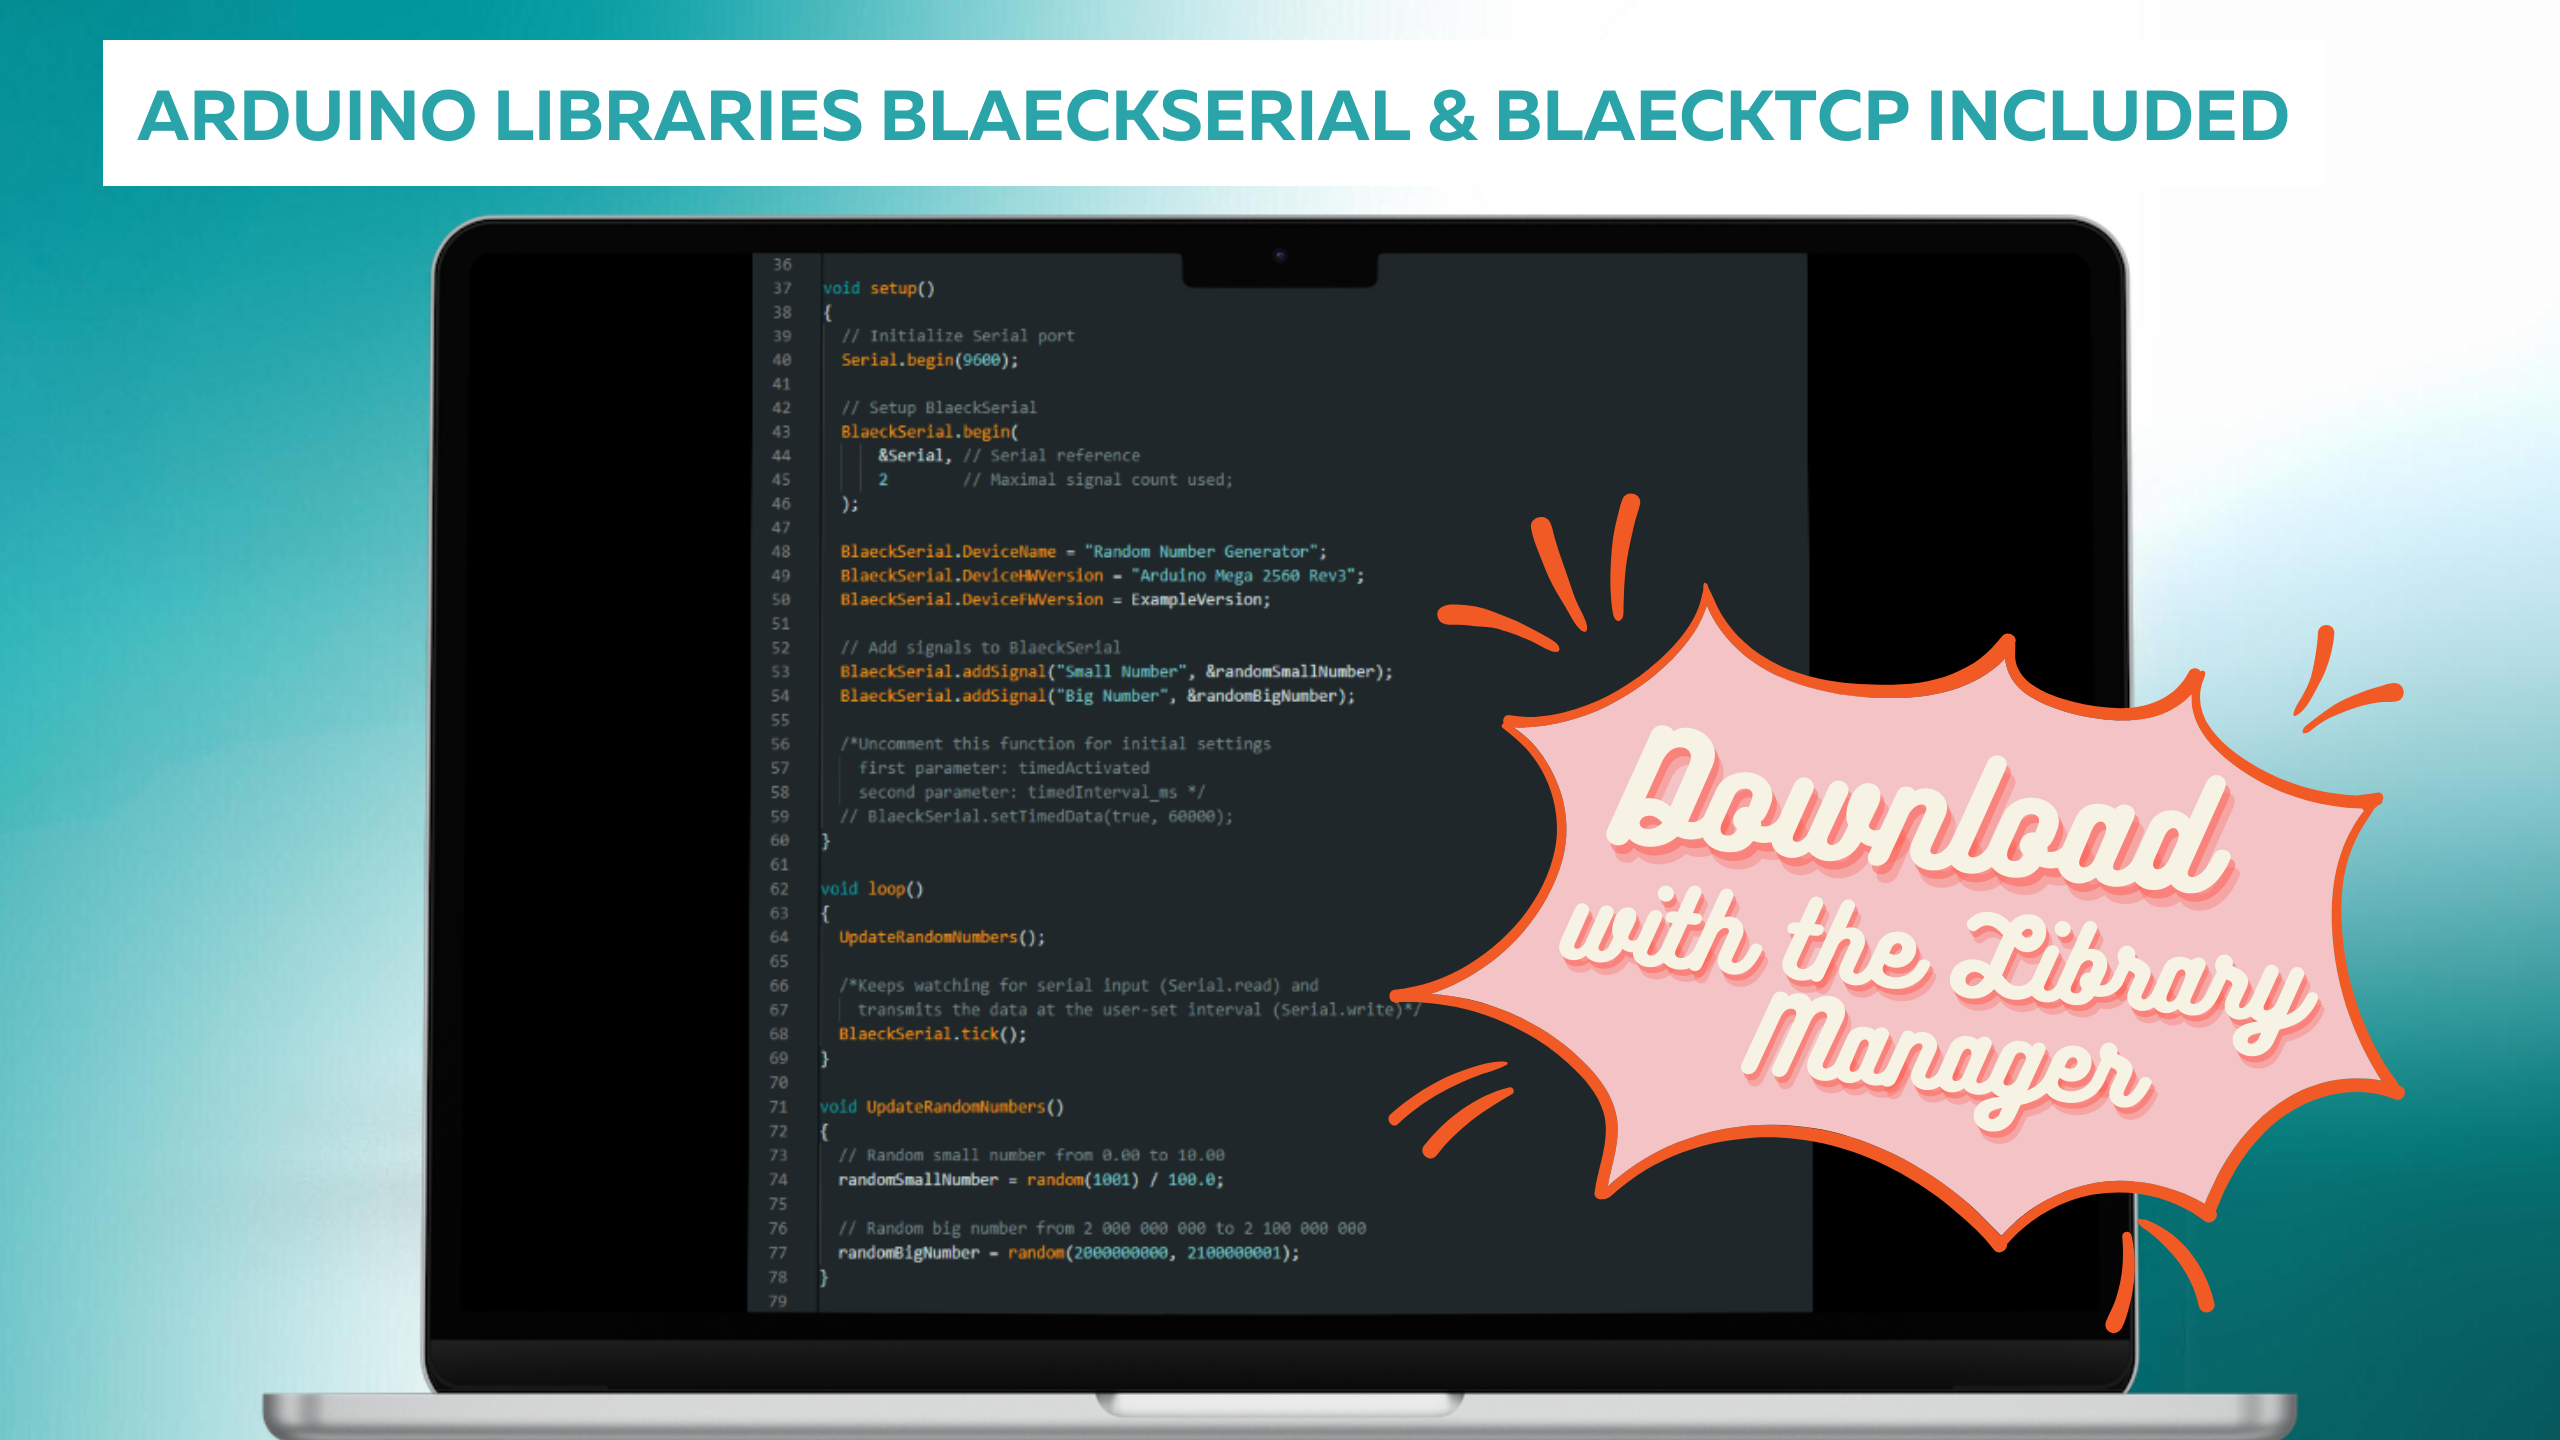 ARDUINO LIBRARIES BLAECKSERIAL & BLAECKTCP INCLUDED
36
37 void setup()
38 {
39 // Initialize Serial port
40 Serial.begin(9600);
41
42 // Setup BlaeckSerial
43 BlaeckSerial.begin(
44 &Serial, // Serial reference
45 2 // Maximal signal count used;
46 );
47
48 BlaeckSerial.DeviceName = "Random Number Generator";
49 BlaeckSerial.DeviceHWVersion = "Arduino Mega 2560 Rev3";
50 BlaeckSerial.DeviceFWVersion = ExampleVersion;
51
52 // Add signals to BlaeckSerial
53 BlaeckSerial.addSignal("Small Number", &randomSmallNumber);
54 BlaeckSerial.addSignal("Big Number", &randomBigNumber);
55
56 /*Uncomment this function for initial settings
57 first parameter: timedActivated
58 second parameter: timedInterval_ms */
59 // BlaeckSerial.setTimedData(true, 60000);
60 }
61
62 void loop()
63 {
64 UpdateRandomNumbers();
65
66 /*Keeps watching for serial input (Serial.read) and
67 transmits the data at the user-set interval (Serial.write)*/
68 BlaeckSerial.tick();
69 }
70
71 void UpdateRandomNumbers()
72 {
73 // Random small number from 0.00 to 10.00
74 randomSmallNumber = random(1001) / 100.0;
75
76 // Random big number from 2 000 000 000 to 2 100 000 000
77 randomBigNumber = random(2000000000, 2100000001);
78 }
79
Download
with the Library
Manager